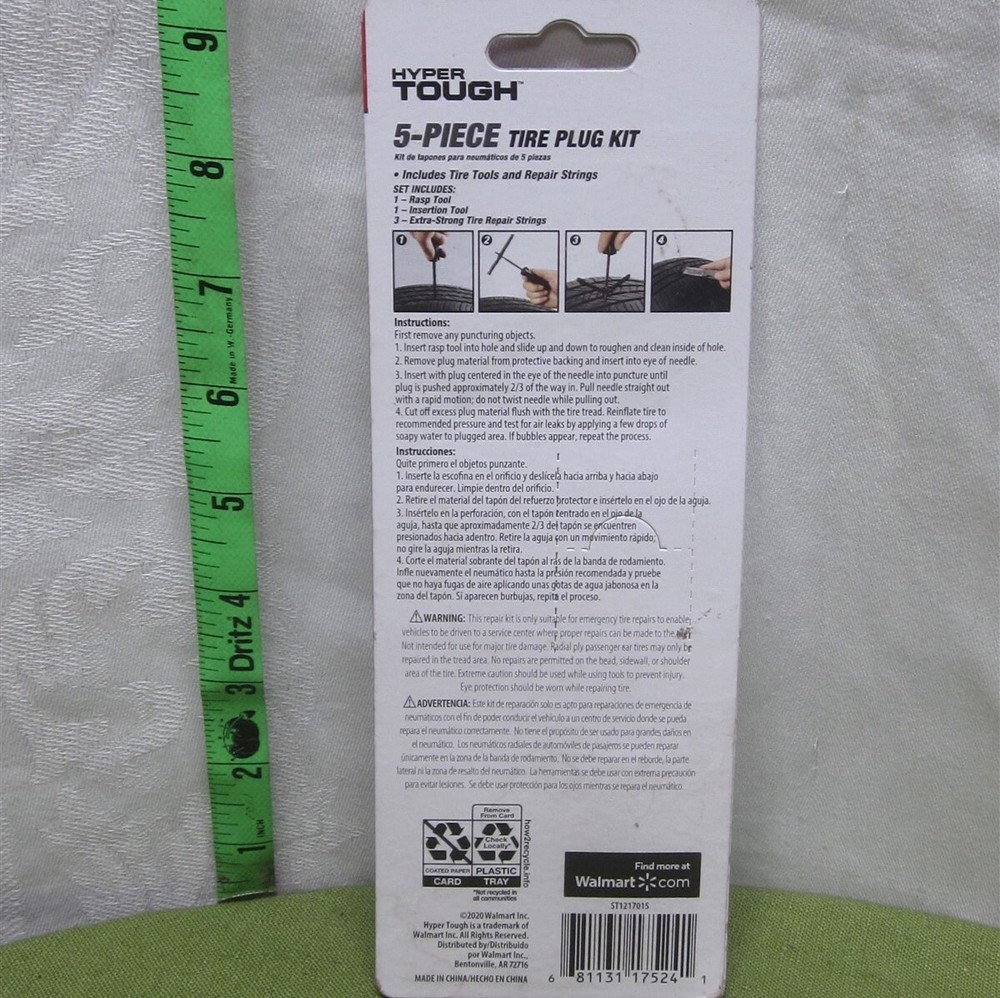 HYPER
TOUGH™
5-PIECE TIRE PLUG KIT
Kit de tapones para neumáticos de 5 piezas
• Includes Tire Tools and Repair Strings
SET INCLUDES:
1 – Rasp Tool
1 – Insertion Tool
3 – Extra-Strong Tire Repair Strings
1 2 3 4
Instructions:
First remove any puncturing objects.
1. Insert rasp tool into hole and slide up and down to roughen and clean inside of hole.
2. Remove plug material from protective backing and insert into eye of needle.
3. Insert with plug centered in the eye of the needle into puncture until
plug is pushed approximately 2/3 of the way in. Pull needle straight out
with a rapid motion; do not twist needle while pulling out.
4. Cut off excess plug material flush with the tire tread. Reinflate tire to
recommended pressure and test for air leaks by applying a few drops of
soapy water to plugged area. If bubbles appear, repeat the process.
Instrucciones:
Quite primero el objetos punzante.
1. Inserte la escofina en el orificio y deslícela hacia arriba y hacia abajo
para endurecer. Limpie dentro del orificio.
2. Retire el material del tapón del refuerzo protector e insértelo en el ojo de la aguja.
3. Insértelo en la perforación, con el tapón centrado en el ojo de la
aguja, hasta que aproximadamente 2/3 del tapón se encuentren
presionados hacia adentro. Retire la aguja con un movimiento rápido;
no gire la aguja mientras la retira.
4. Corte el material sobrante del tapón al rás de la banda de rodamiento.
Infle nuevamente el neumático hasta la presión recomendada y pruebe
que no haya fugas de aire aplicando unas gotas de agua jabonosa en la
zona del tapón. Si aparecen burbujas, repita el proceso.
WARNING: This repair kit is only suitable for emergency tire repairs to enable
vehicles to be driven to a service center where proper repairs can be made to the
Not intended for use for major tire damage. Radial ply passenger car tires may only be
repaired in the tread area. No repairs are permitted on the bead, sidewall, or shoulder
area of the tire. Extreme caution should be used while using tools to prevent injury.
Eye protection should be worn while repairing tire.
ADVERTENCIA: Este kit de reparación solo es apto para reparaciones de emergencia de
neumáticos con el fin de poder conducir el vehículo a un centro de servicio donde se pueda
repara el neumático correctamente. No tiene el propósito de ser usado para grandes daños en
el neumático. Los neumáticos radiales de automóviles de pasajeros se pueden reparar
únicamente en la zona de la banda de rodamiento. No se debe reparar en el reborde, la parte
lateral ni la zona de resalto del neumático. La herramientas se debe usar con extrema precaución
para evitar lesiones. Se debe usar protección para los ojos mientras se repara el neumático.
Remove
From Card
Check
Locally*
COATED PAPER
CARD
PLASTIC
TRAY
*Not recycled in
all communities
how2recycle.info
Find more at
Walmart com
ST1217015
©2020 Walmart Inc.
Hyper Tough is a trademark of
Walmart Inc. All Rights Reserved.
Distributed by/Distribuido
por Walmart Inc.,
Bentonville, AR 72716
MADE IN CHINA/HECHO EN CHINA
6 81131 17524 1
9
8
7
Made in W.-Germany
6
5
4
Dritz
3
2
1
INCH